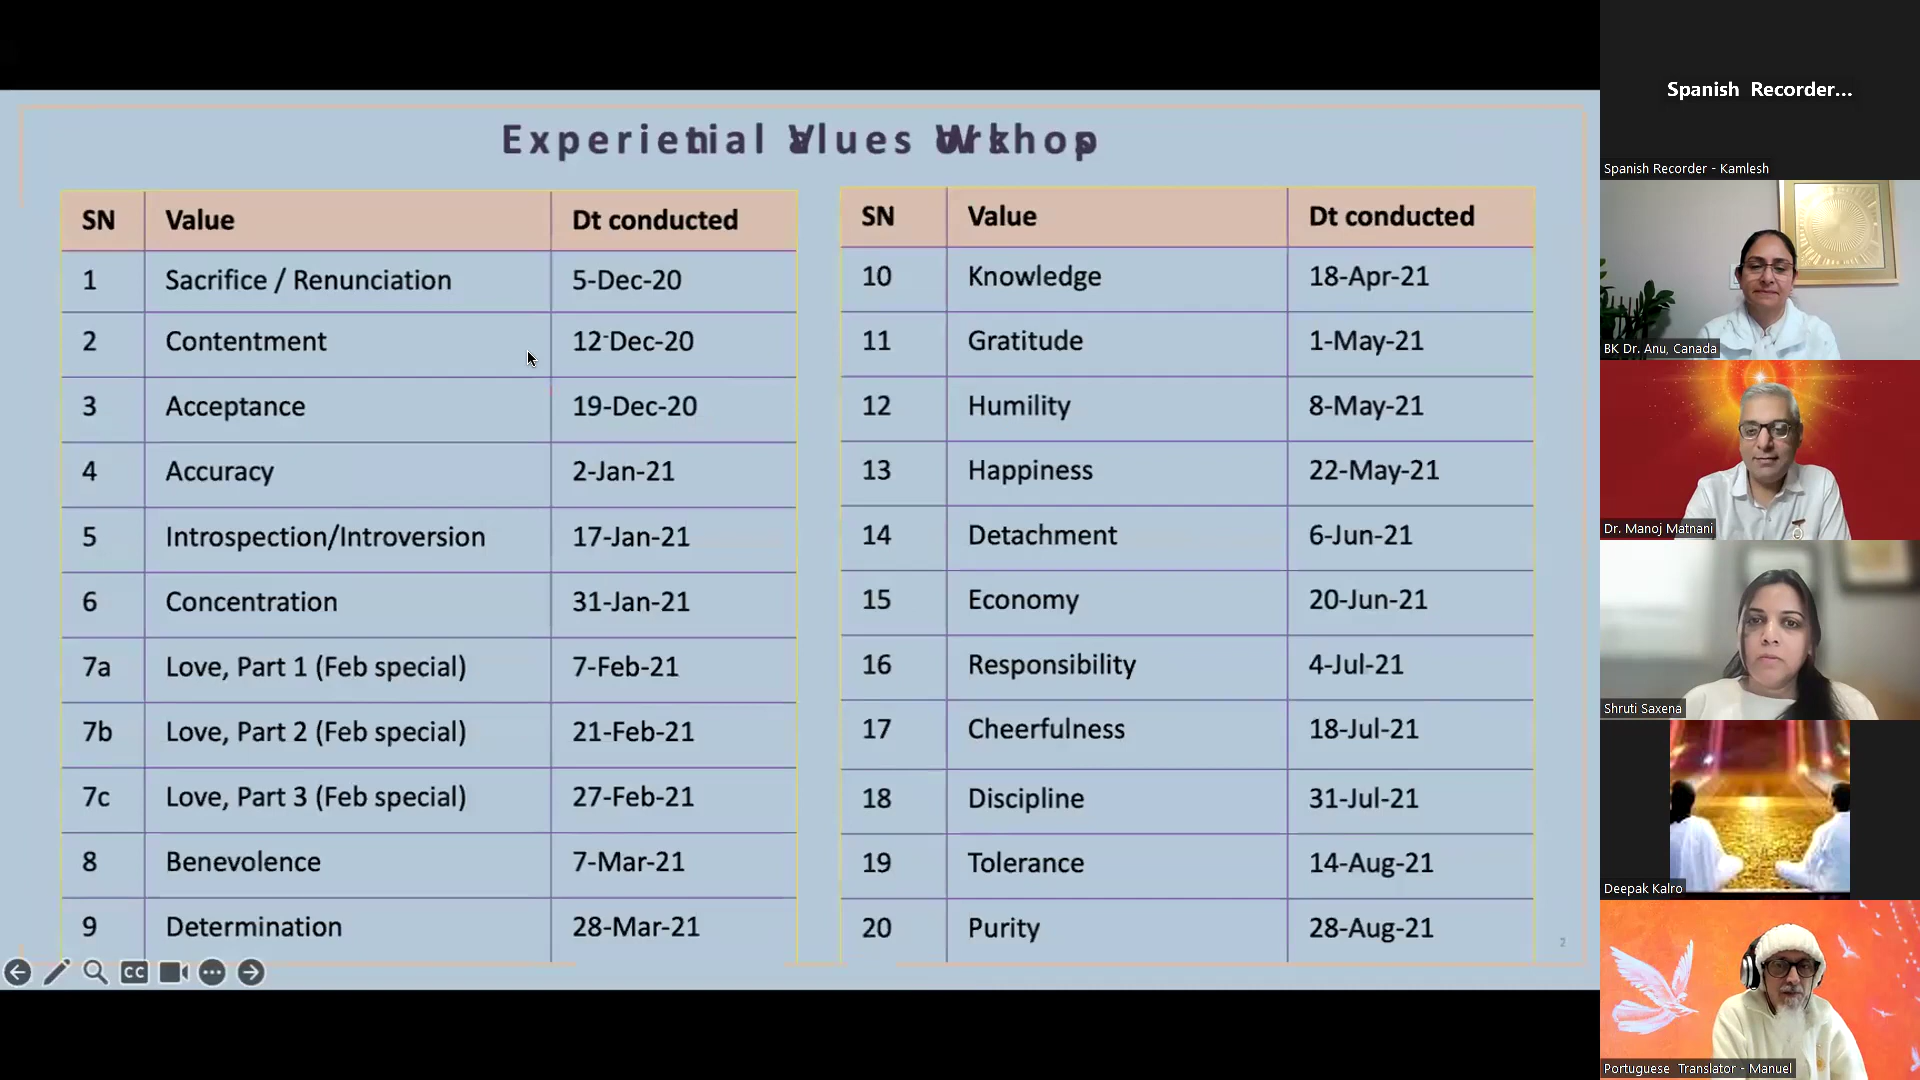 Experiential Values Workshop
SN Value Dt conducted
1 Sacrifice / Renunciation 5-Dec-20
2 Contentment 12-Dec-20
3 Acceptance 19-Dec-20
4 Accuracy 2-Jan-21
5 Introspection/Introversion 17-Jan-21
6 Concentration 31-Jan-21
7a Love, Part 1 (Feb special) 7-Feb-21
7b Love, Part 2 (Feb special) 21-Feb-21
7c Love, Part 3 (Feb special) 27-Feb-21
8 Benevolence 7-Mar-21
9 Determination 28-Mar-21
SN Value Dt conducted
10 Knowledge 18-Apr-21
11 Gratitude 1-May-21
12 Humility 8-May-21
13 Happiness 22-May-21
14 Detachment 6-Jun-21
15 Economy 20-Jun-21
16 Responsibility 4-Jul-21
17 Cheerfulness 18-Jul-21
18 Discipline 31-Jul-21
19 Tolerance 14-Aug-21
20 Purity 28-Aug-21
2
CC
Spanish Recorder...
Spanish Recorder - Kamlesh
BK Dr. Anu, Canada
Dr. Manoj Matnani
Shruti Saxena
Deepak Kalro
Portuguese Translator - Manuel